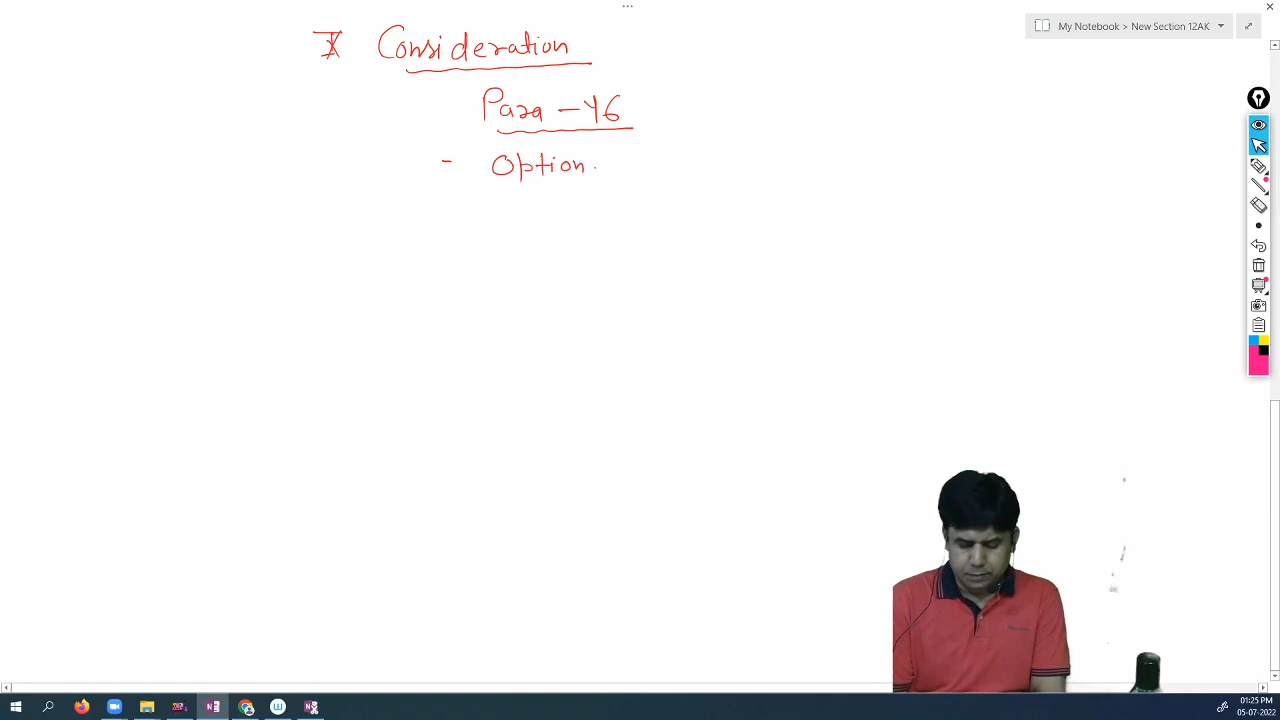 I Consideration
Para - 46
- Option.
My Notebook > New Section 12AK
01:25 PM
05-07-2022